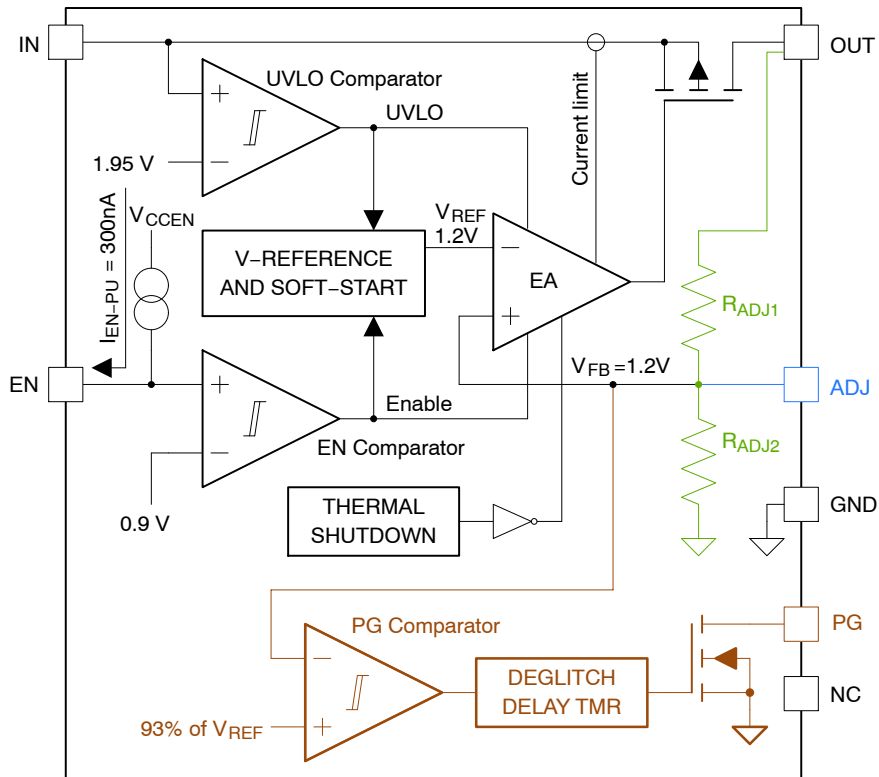 IN
OUT
UVLO Comparator
UVLO
Current limit
+
−
1.95 V
IEN−PU = 300nA
VCCEN
VREF
1.2V
V−REFERENCE
AND SOFT−START
−
EA
+
RADJ1
VFB=1.2V
EN
ADJ
+
−
Enable
EN Comparator
RADJ2
0.9 V
THERMAL
SHUTDOWN
GND
PG Comparator
PG
−
+
DEGLITCH
DELAY TMR
NC
93% of VREF